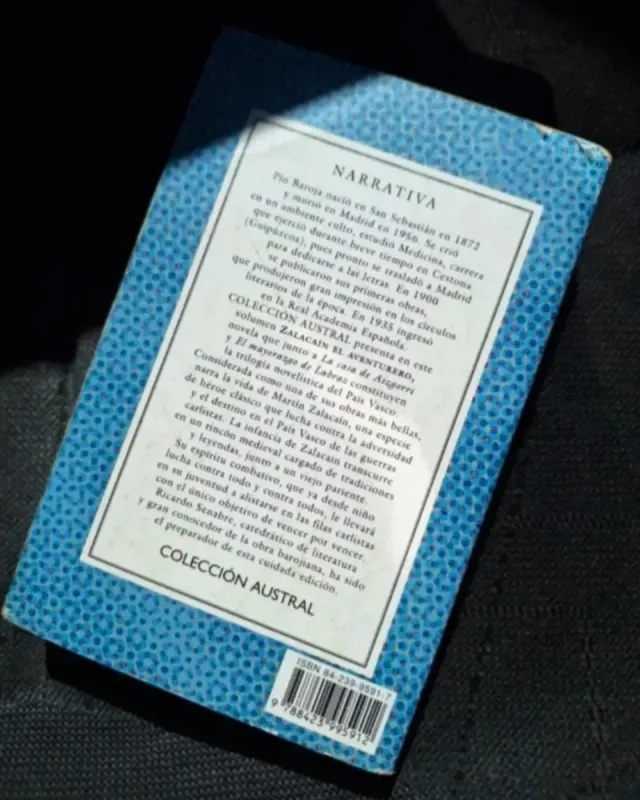 NARRATIVA
Pío Baroja nació en San Sebastián en 1872
y murió en Madrid en 1956. Se crió
en un ambiente culto, estudió Medicina, carrera
que ejerció durante breve tiempo en Cestona
(Guipúzcoa), pues pronto se trasladó a Madrid
para dedicarse a las letras. En 1900
se publicaron sus primeras obras,
que produjeron gran impresión en los círculos
literarios de la época. En 1935 ingresó
en la Real Academia Española.
COLECCIÓN AUSTRAL presenta en este
volumen ZALACAÍN EL AVENTURERO,
novela que junto a La casa de Aizgorri
y El mayorazgo de Labraz constituyen
la trilogía novelística del País Vasco.
Considerada como una de sus obras más bellas,
narra la vida de Martín Zalacaín, una especie
de héroe clásico que lucha contra la adversidad
y el destino en el País Vasco de las guerras
carlistas. La infancia de Zalacaín transcurre
en un rincón medieval cargado de tradiciones
y leyendas, junto a un viejo pariente.
Su espíritu combativo, que ya desde niño
lucha contra todo y contra todos, le llevará
en su juventud a alistarse en las filas carlistas
con el único objetivo de vencer por vencer.
Ricardo Senabre, catedrático de literatura
y gran conocedor de la obra barojiana, ha sido
el preparador de esta cuidada edición.
COLECCIÓN AUSTRAL
ISBN 84-239-9591-7
9 788423 995912